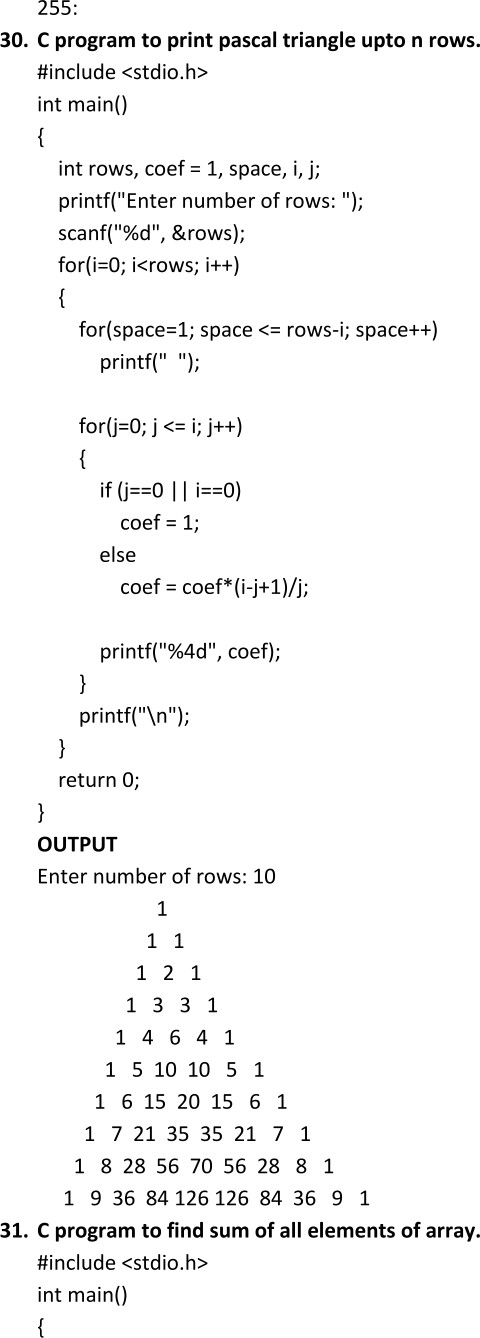 255:
30. C program to print pascal triangle upto n rows.
#include <stdio.h>
int main()
{
    int rows, coef = 1, space, i, j;
    printf("Enter number of rows: ");
    scanf("%d", &rows);
    for(i=0; i<rows; i++)
    {
        for(space=1; space <= rows-i; space++)
            printf("  ");

        for(j=0; j <= i; j++)
        {
            if (j==0 || i==0)
                coef = 1;
            else
                coef = coef*(i-j+1)/j;

            printf("%4d", coef);
        }
        printf("\n");
    }
    return 0;
}
OUTPUT
Enter number of rows: 10
                       1
                     1   1
                   1   2   1
                 1   3   3   1
               1   4   6   4   1
             1   5  10  10   5   1
           1   6  15  20  15   6   1
         1   7  21  35  35  21   7   1
       1   8  28  56  70  56  28   8   1
     1   9  36  84 126 126  84  36   9   1
31. C program to find sum of all elements of array.
#include <stdio.h>
int main()
{